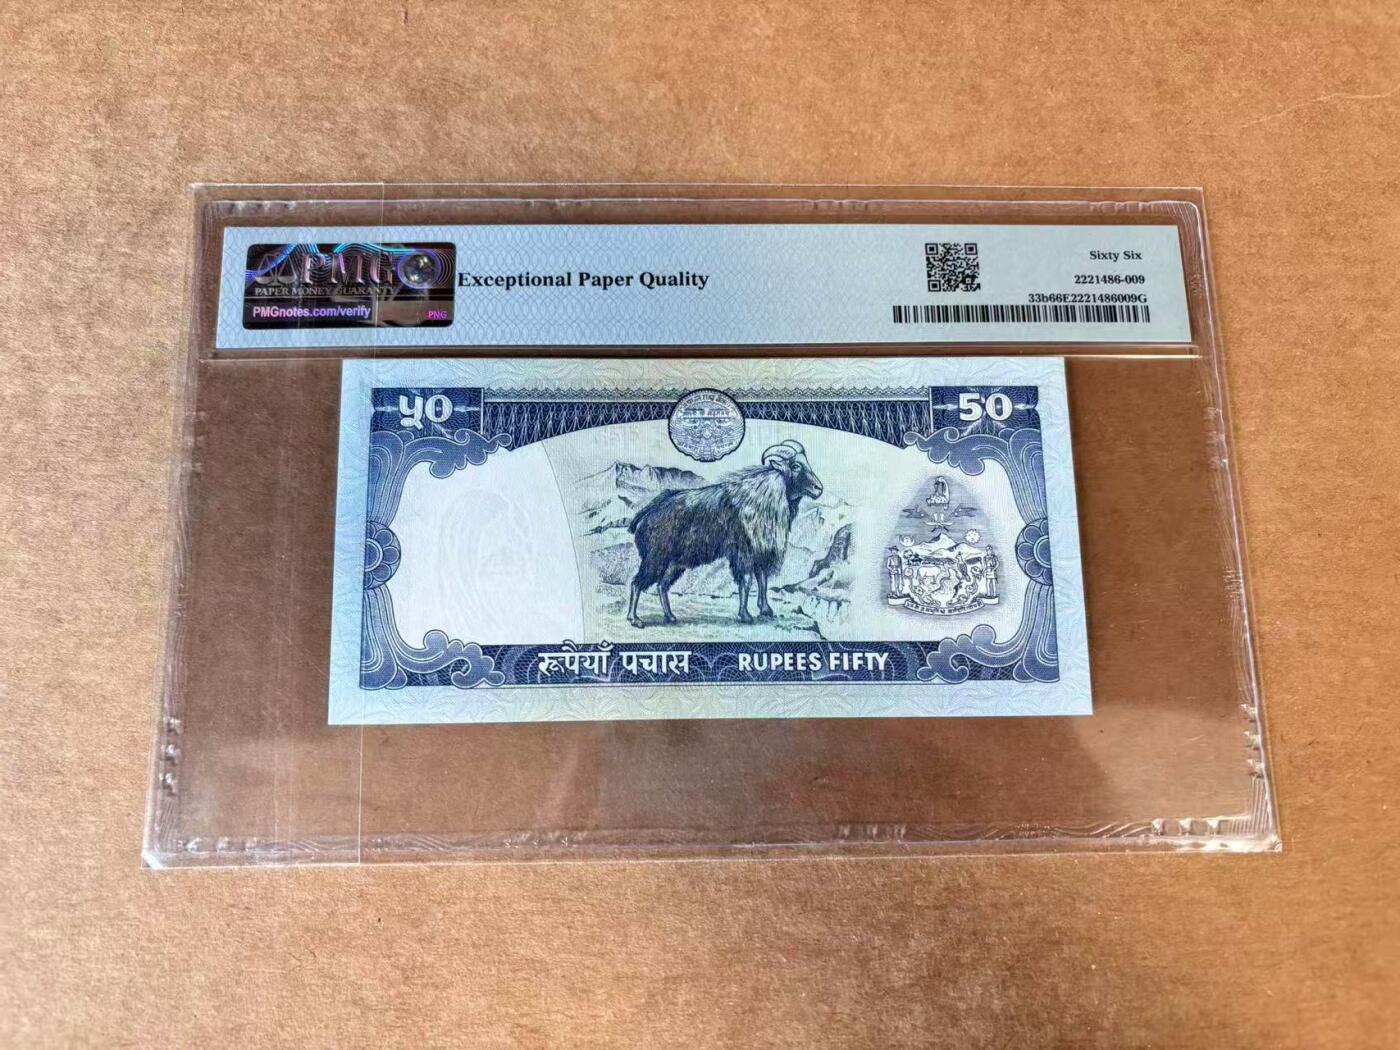 PMG
PAPER MONEY GUARANTY
PMGnotes.com/verify
PNG
Exceptional Paper Quality
Sixty Six
2221486-009
33b66E2221486009G
५० 50
रूपैयाँ पचास RUPEES FIFTY